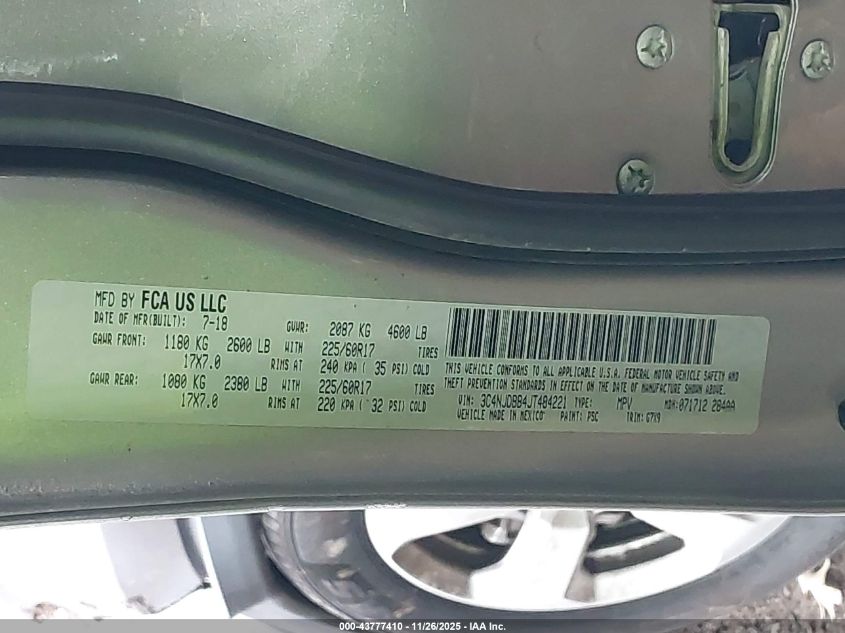 MFD BY FCA US LLC
DATE OF MFR(BUILT): 7-18 GVWR: 2087 KG 4600 LB
GAWR FRONT: 1180 KG 2600 LB WITH 225/60R17 TIRES
17X7.0 RIMS AT 240 KPA ( 35 PSI) COLD
GAWR REAR: 1080 KG 2380 LB WITH 225/60R17 TIRES
17X7.0 RIMS AT 220 KPA ( 32 PSI) COLD
THIS VEHICLE CONFORMS TO ALL APPLICABLE U.S.A. FEDERAL MOTOR VEHICLE SAFETY AND
THEFT PREVENTION STANDARDS IN EFFECT ON THE DATE OF MANUFACTURE SHOWN ABOVE.
VIN: 3C4NJDBB4JT484221 TYPE: MPV MDH: 071712 284AA
VEHICLE MADE IN MEXICO PAINT: PSC TRIM: G7X9
000-43777410 - 11/26/2025 - IAA Inc.